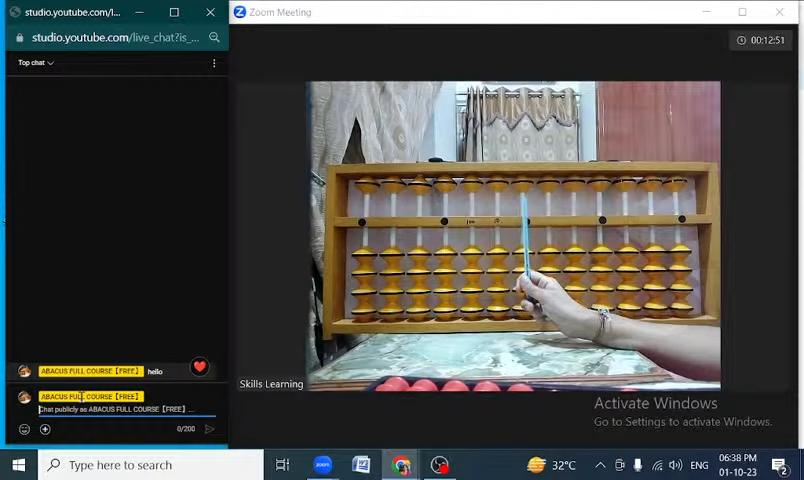 studio.youtube.com/l...
Zoom Meeting
studio.youtube.com/live_chat?is_...
00:12:51
Top chat
100
ABACUS FULL COURSE【FREE】 hello
ABACUS FULL COURSE【FREE】
Chat publicly as ABACUS FULL COURSE【FREE】...
0/200
Skills Learning
Activate Windows
Go to Settings to activate Windows.
Type here to search
32°C
ENG
06:38 PM
01-10-23
2